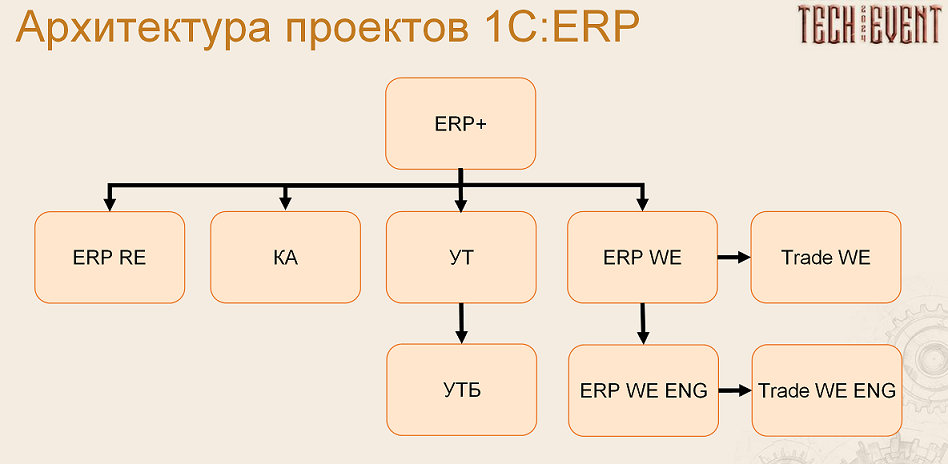 Архитектура проектов 1С:ERP
TECH 2024 EVENT
ERP+
ERP RE
КА
УТ
ERP WE
Trade WE
УТБ
ERP WE ENG
Trade WE ENG